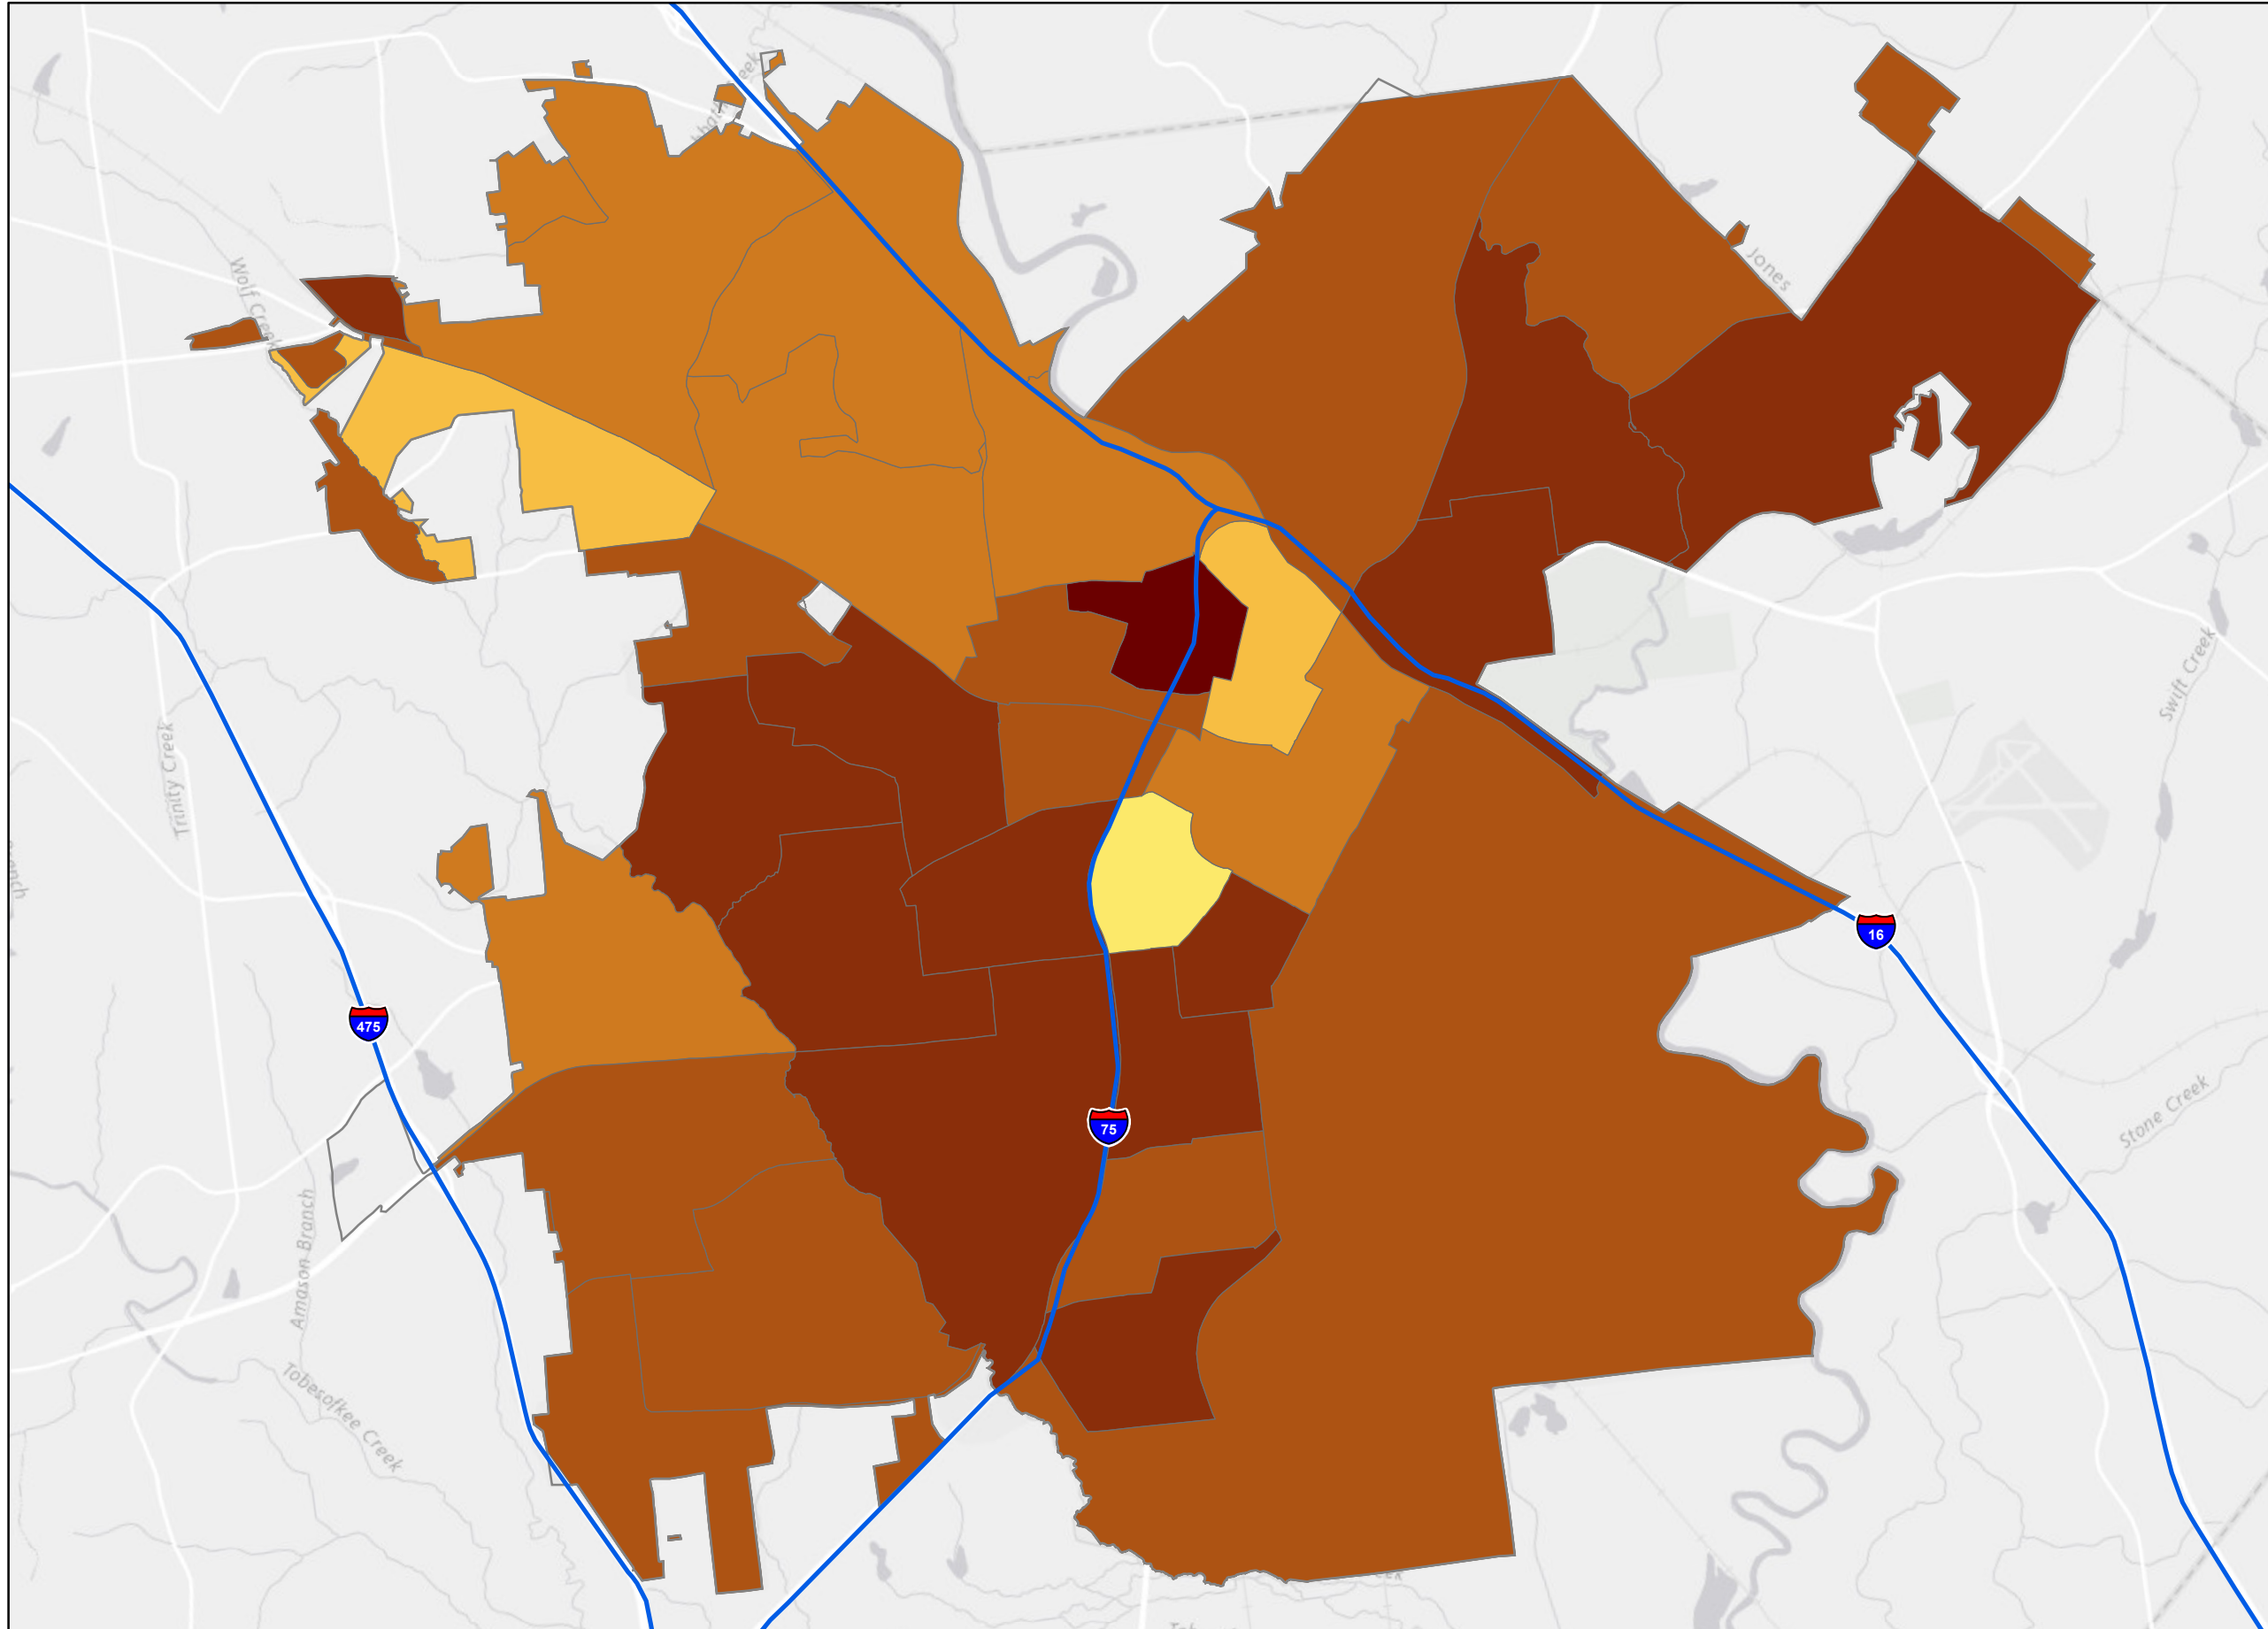 Wolf Creek
Jones
Swift Creek
Trinity Creek
16
475
75
Stone Creek
Amason Branch
Tobesofkee Creek